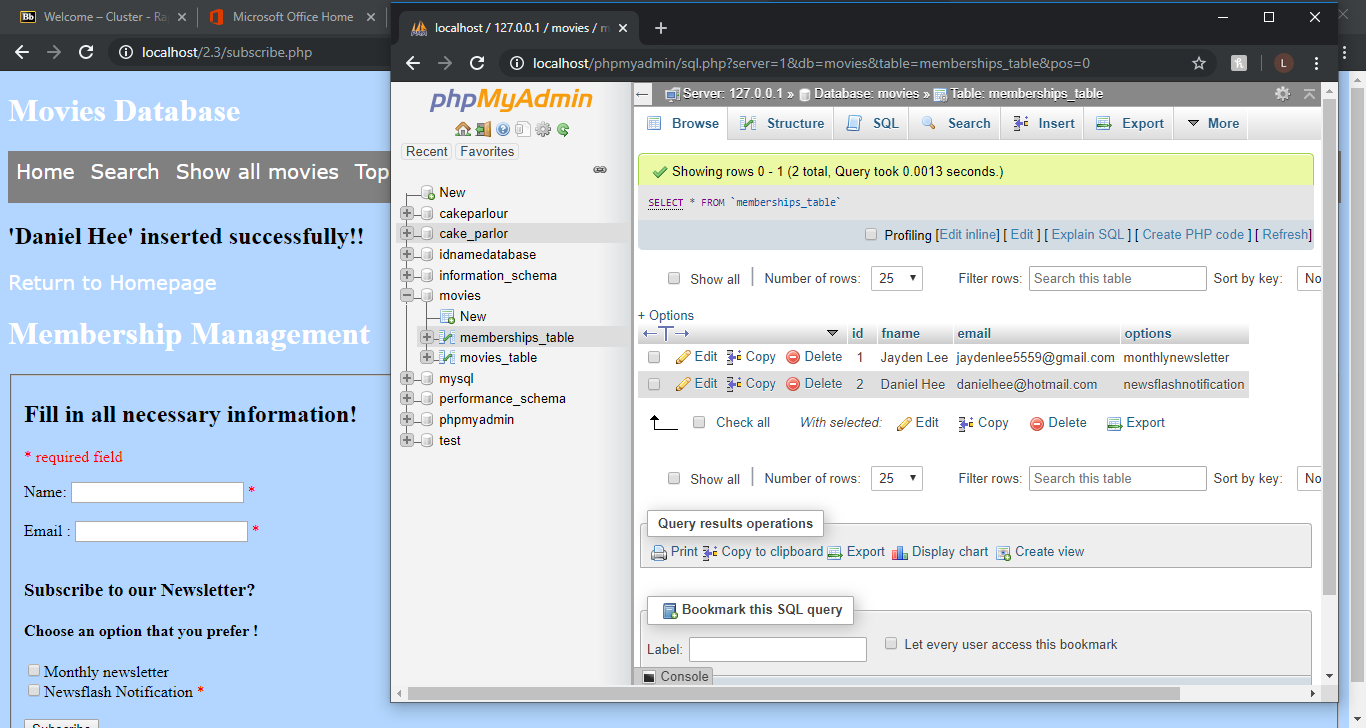 Welcome – Cluster - Ra
Microsoft Office Home
localhost/2.3/subscribe.php
Movies Database
Home Search Show all movies Top
'Daniel Hee' inserted successfully!!
Return to Homepage
Membership Management
Fill in all necessary information!
* required field
Name: *
Email : *
Subscribe to our Newsletter?
Choose an option that you prefer !
Monthly newsletter
Newsflash Notification *
Subscribe
localhost / 127.0.0.1 / movies / m
localhost/phpmyadmin/sql.php?server=1&db=movies&table=memberships_table&pos=0
L
phpMyAdmin
Recent Favorites
New
cakeparlour
cake_parlor
idnamedatabase
information_schema
movies
New
memberships_table
movies_table
mysql
performance_schema
phpmyadmin
test
Server: 127.0.0.1 » Database: movies » Table: memberships_table
Browse Structure SQL Search Insert Export More
Showing rows 0 - 1 (2 total, Query took 0.0013 seconds.)
SELECT * FROM `memberships_table`
Profiling [Edit inline] [ Edit ] [ Explain SQL ] [ Create PHP code ] [ Refresh]
Show all Number of rows: 25 Filter rows: Search this table Sort by key: No
+ Options
←T→ id fname email options
Edit Copy Delete 1 Jayden Lee jaydenlee5559@gmail.com monthlynewsletter
Edit Copy Delete 2 Daniel Hee danielhee@hotmail.com newsflashnotification
Check all With selected: Edit Copy Delete Export
Show all Number of rows: 25 Filter rows: Search this table Sort by key: No
Query results operations
Print Copy to clipboard Export Display chart Create view
Bookmark this SQL query
Label: Let every user access this bookmark
Console